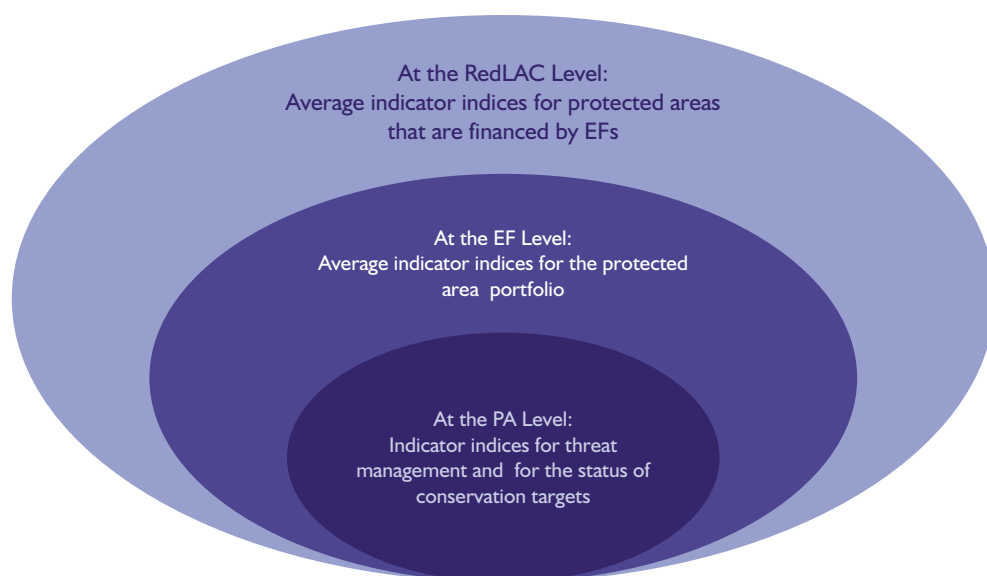 At the RedLAC Level:
Average indicator indices for protected areas
that are financed by EFs
At the EF Level:
Average indicator indices for the protected
area portfolio
At the PA Level:
Indicator indices for threat
management and for the status of
conservation targets